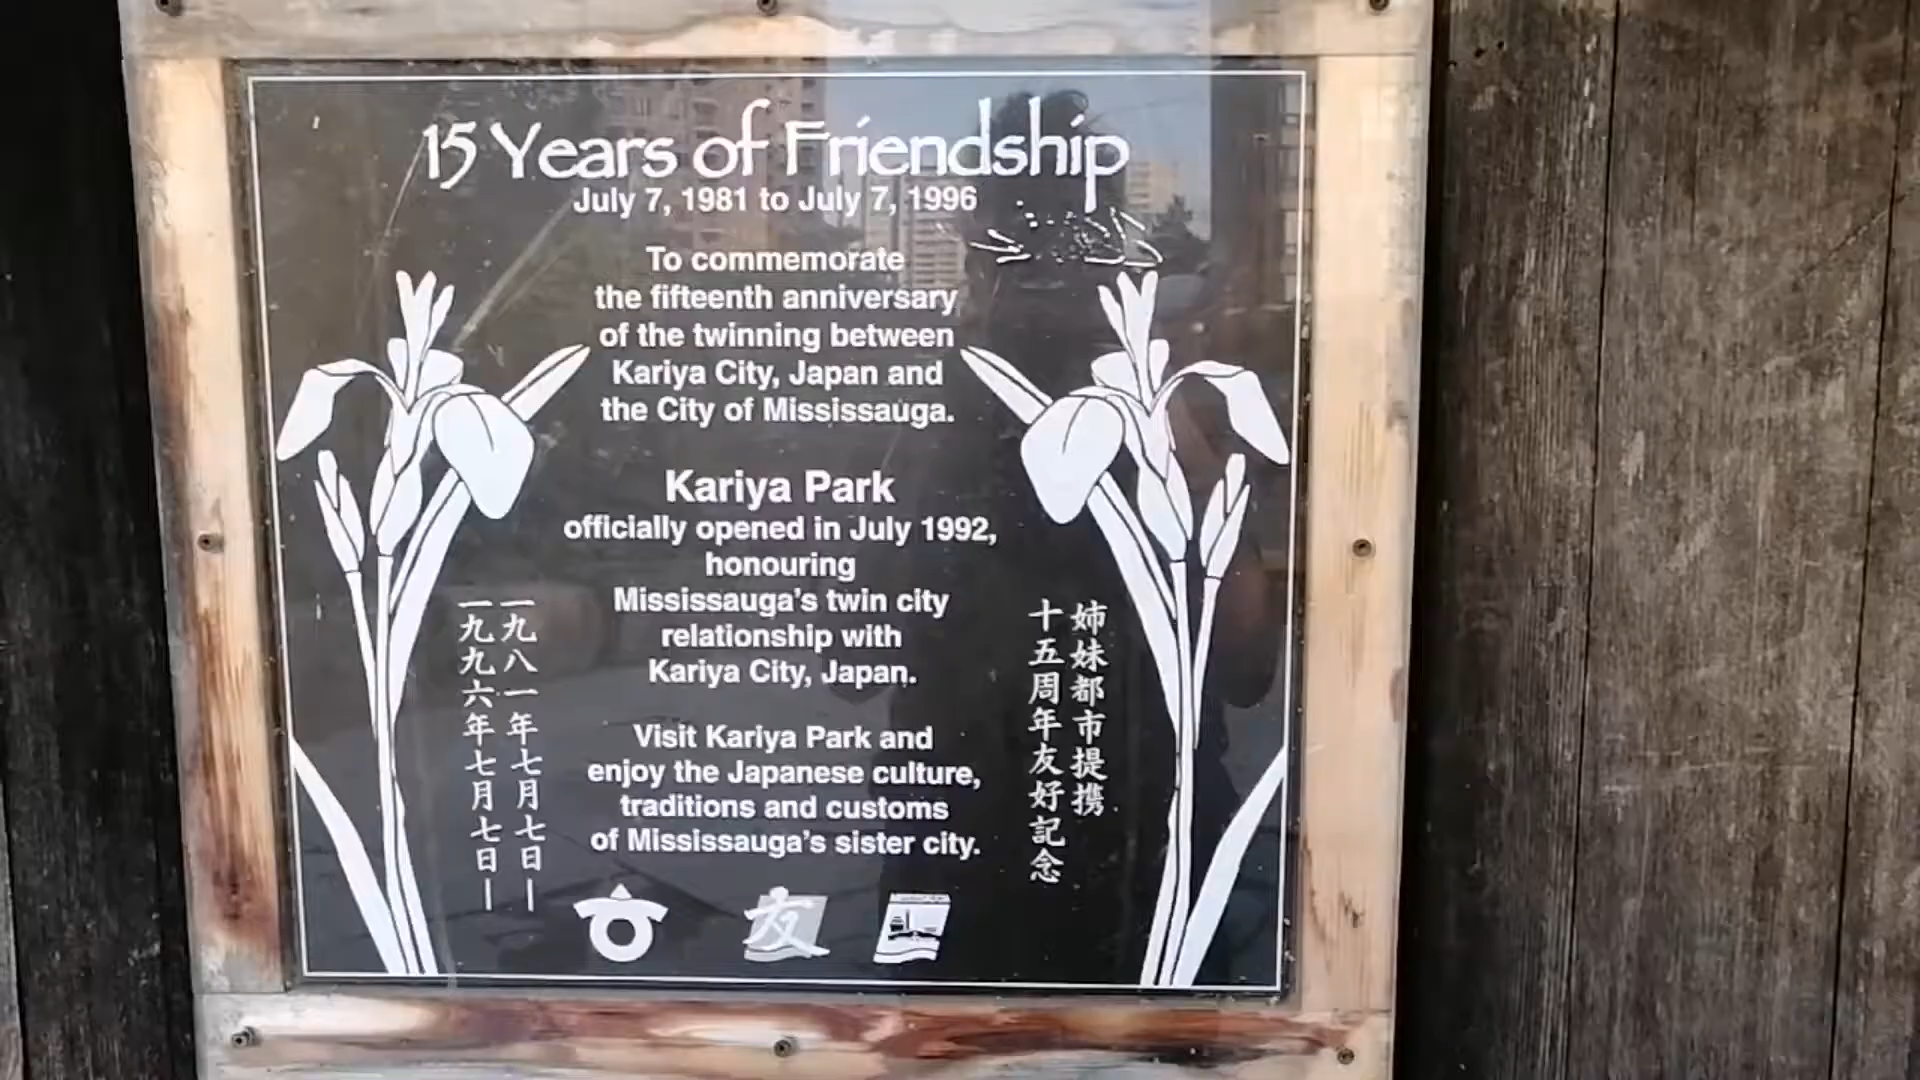 15 Years of Friendship
July 7, 1981 to July 7, 1996
To commemorate
the fifteenth anniversary
of the twinning between
Kariya City, Japan and
the City of Mississauga.
Kariya Park
officially opened in July 1992,
honouring
Mississauga's twin city
relationship with
Kariya City, Japan.
Visit Kariya Park and
enjoy the Japanese culture,
traditions and customs
of Mississauga's sister city.
姉妹都市提携
十五周年友好記念
一九八一年七月七日―
一九九六年七月七日―
友